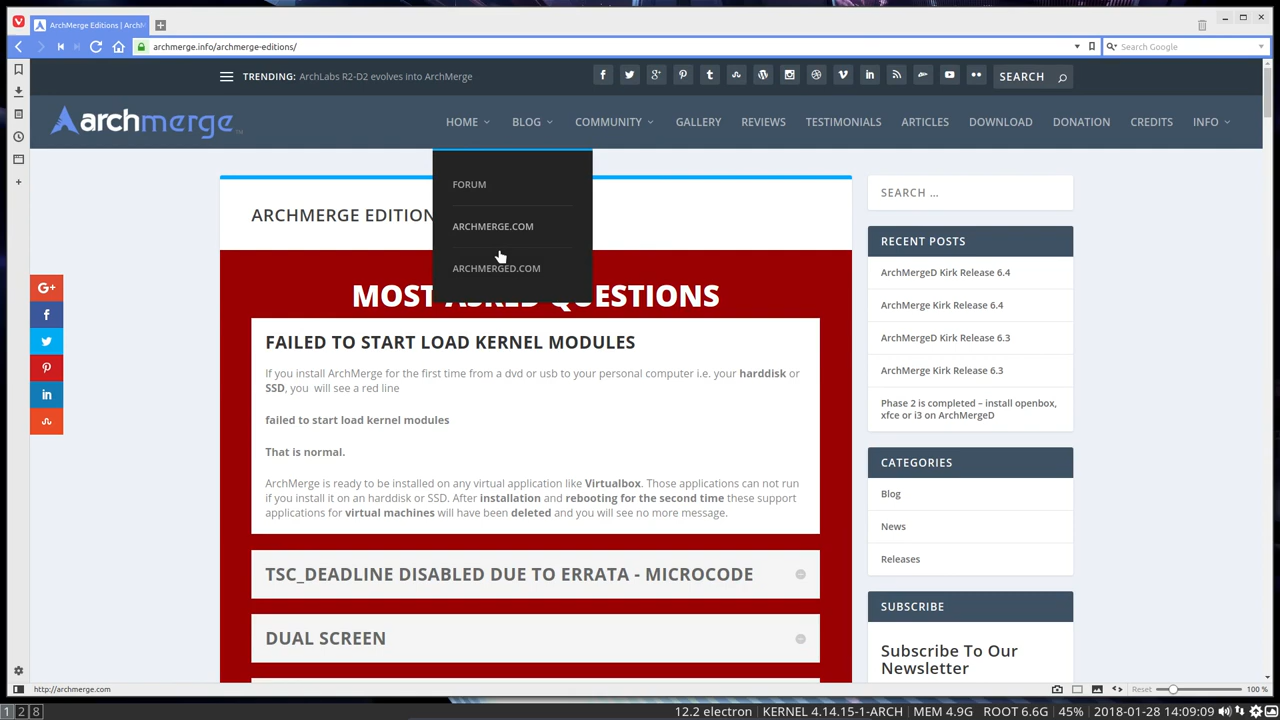 ArchMerge Editions | ArchM
archmerge.info/archmerge-editions/
Search Google
TRENDING: ArchLabs R2-D2 evolves into ArchMerge
SEARCH
archmerge
HOME BLOG COMMUNITY GALLERY REVIEWS TESTIMONIALS ARTICLES DOWNLOAD DONATION CREDITS INFO
FORUM
ARCHMERGE.COM
ARCHMERGED.COM
ARCHMERGE EDITION
MOST ASKED QUESTIONS
FAILED TO START LOAD KERNEL MODULES
If you install ArchMerge for the first time from a dvd or usb to your personal computer i.e. your harddisk or
SSD, you will see a red line
failed to start load kernel modules
That is normal.
ArchMerge is ready to be installed on any virtual application like Virtualbox. Those applications can not run
if you install it on an harddisk or SSD. After installation and rebooting for the second time these support
applications for virtual machines will have been deleted and you will see no more message.
TSC_DEADLINE DISABLED DUE TO ERRATA - MICROCODE
DUAL SCREEN
SEARCH ...
RECENT POSTS
ArchMergeD Kirk Release 6.4
ArchMerge Kirk Release 6.4
ArchMergeD Kirk Release 6.3
ArchMerge Kirk Release 6.3
Phase 2 is completed – install openbox,
xfce or i3 on ArchMergeD
CATEGORIES
Blog
News
Releases
SUBSCRIBE
Subscribe To Our
Newsletter
http://archmerge.com
Reset 100 %
1 2 8
12.2 electron KERNEL 4.14.15-1-ARCH MEM 4.9G ROOT 6.6G 45% 2018-01-28 14:09:09